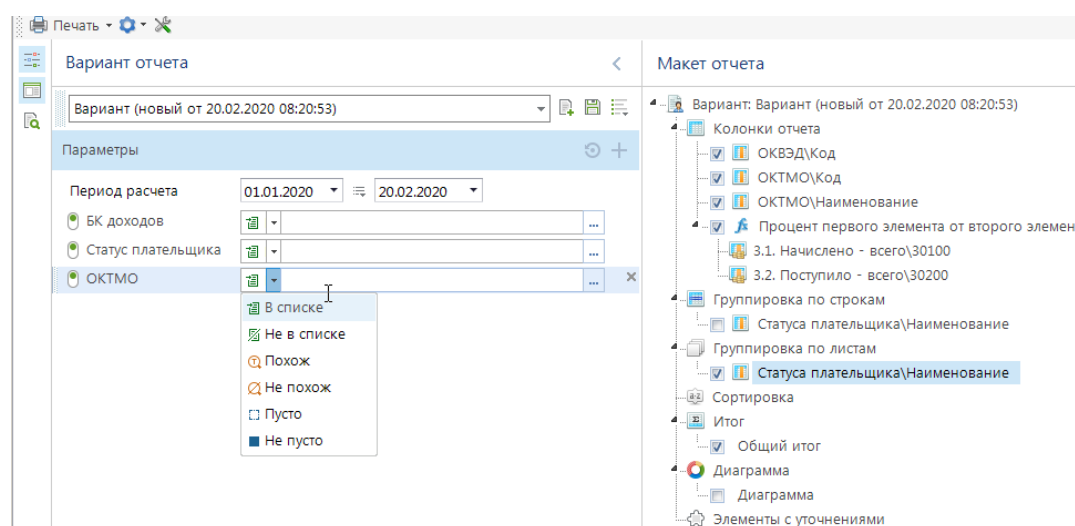 Печать
Вариант отчета
Вариант (новый от 20.02.2020 08:20:53)
Параметры
Период расчета 01.01.2020 20.02.2020
БК доходов ...
Статус плательщика ...
ОКТМО ...
В списке
Не в списке
Похож
Не похож
Пусто
Не пусто
Макет отчета
Вариант: Вариант (новый от 20.02.2020 08:20:53)
Колонки отчета
ОКВЭД\Код
ОКТМО\Код
ОКТМО\Наименование
Процент первого элемента от второго элемен
3.1. Начислено - всего\30100
3.2. Поступило - всего\30200
Группировка по строкам
Статуса плательщика\Наименование
Группировка по листам
Статуса плательщика\Наименование
Сортировка
Итог
Общий итог
Диаграмма
Диаграмма
Элементы с уточнениями